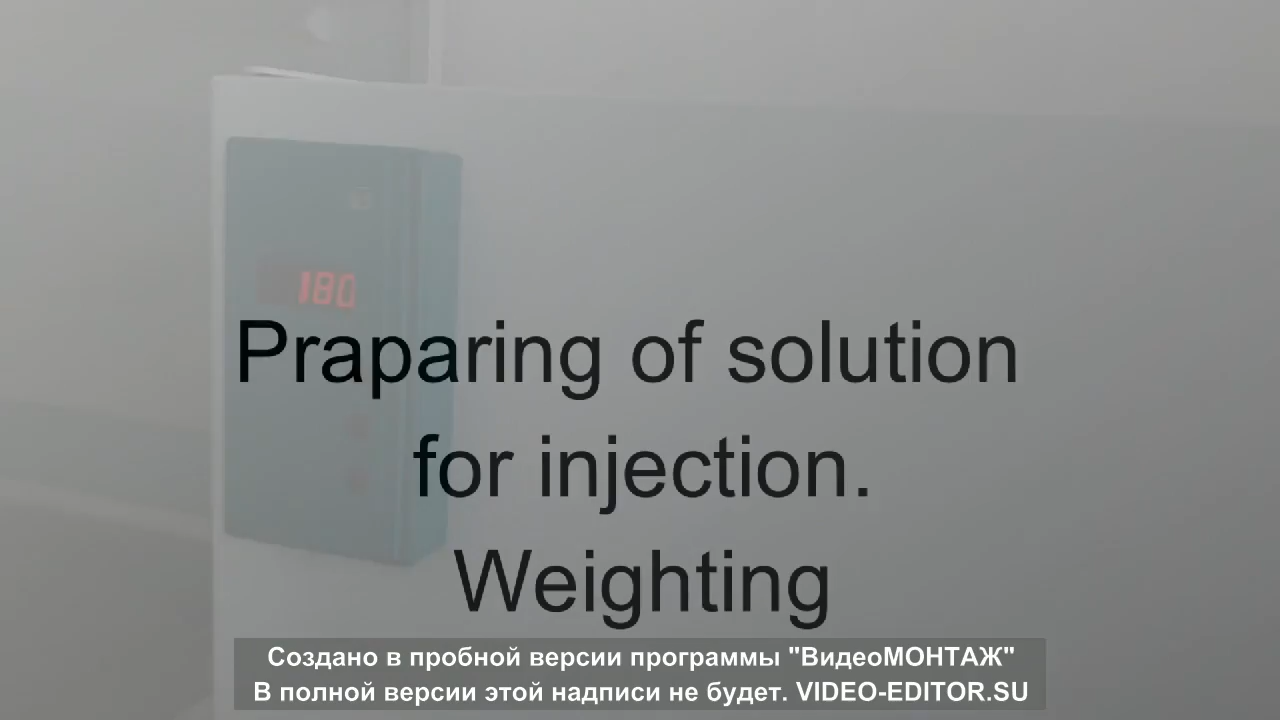 180
Praparing of solution
for injection.
Weighting
Создано в пробной версии программы "ВидеоМОНТАЖ"
В полной версии этой надписи не будет. VIDEO-EDITOR.SU